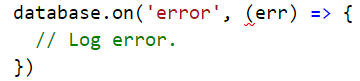 database.on('error', (err) => {
  // Log error.
})